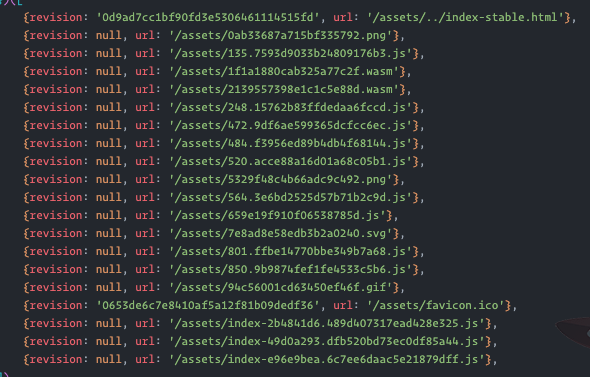 {revision: '0d9ad7cc1bf90fd3e5306461114515fd', url: '/assets/../index-stable.html'},
{revision: null, url: '/assets/0ab33687a715bf335792.png'},
{revision: null, url: '/assets/135.7593d9033b24809176b3.js'},
{revision: null, url: '/assets/1f1a1880cab325a77c2f.wasm'},
{revision: null, url: '/assets/2139557398e1c1c5e88d.wasm'},
{revision: null, url: '/assets/248.15762b83ffdedaa6fccd.js'},
{revision: null, url: '/assets/472.9df6ae599365dcfcc6ec.js'},
{revision: null, url: '/assets/484.f3956ed89b4db4f68144.js'},
{revision: null, url: '/assets/520.acce88a16d01a68c05b1.js'},
{revision: null, url: '/assets/5329f48c4b66adc9c492.png'},
{revision: null, url: '/assets/564.3e6bd2525d57b71b2c9d.js'},
{revision: null, url: '/assets/659e19f910f06538785d.js'},
{revision: null, url: '/assets/7e8ad8e58edb3b2a0240.svg'},
{revision: null, url: '/assets/801.ffbe14770bbe349b7a68.js'},
{revision: null, url: '/assets/850.9b9874fef1fe4533c5b6.js'},
{revision: null, url: '/assets/94c56001cd63450ef46f.gif'},
{revision: '0653de6c7e8410af5a12f81b09dedf36', url: '/assets/favicon.ico'},
{revision: null, url: '/assets/index-2b4841d6.489d407317ead428e325.js'},
{revision: null, url: '/assets/index-49d0a293.dfb520bd73ec0df85a44.js'},
{revision: null, url: '/assets/index-e96e9bea.6c7ee6daac5e21879dff.js'},